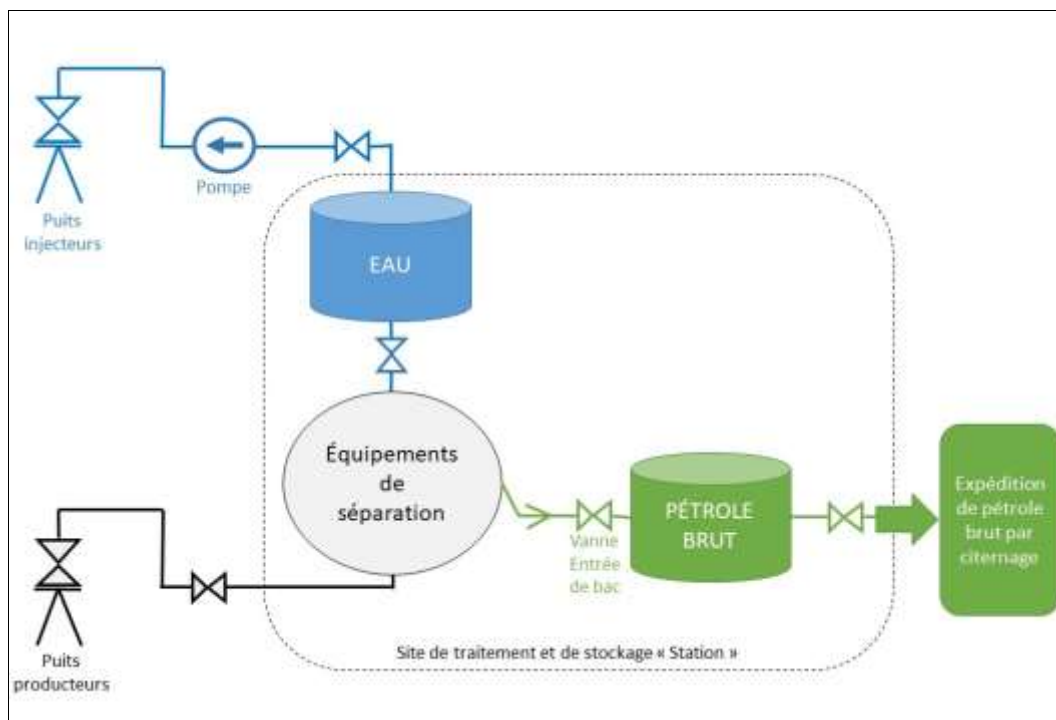 Pompe
Puits
injecteurs
EAU
Équipements
de
séparation
PÉTROLE
BRUT
Vanne
Entrée
de bac
Expédition
de pétrole
brut par
citernage
Puits
producteurs
Site de traitement et de stockage « Station »